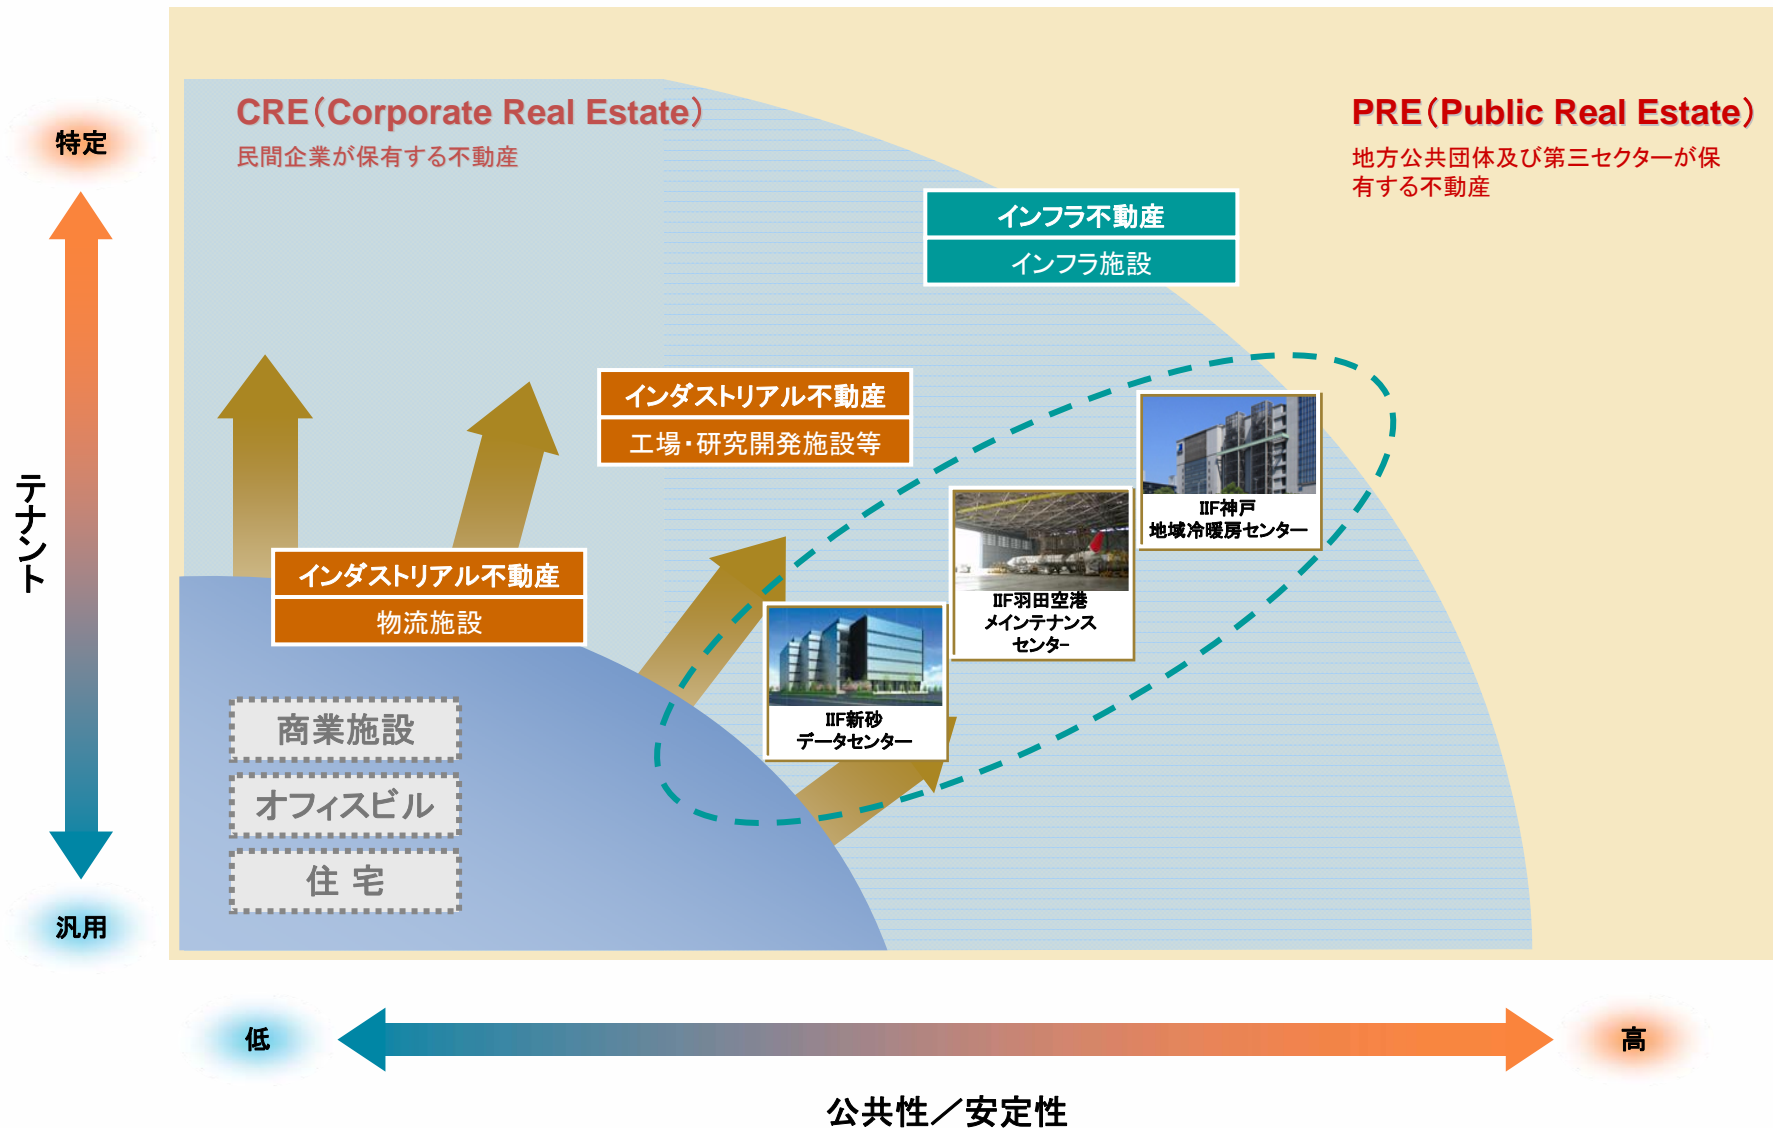 CRE（Corporate Real Estate）
民間企業が保有する不動産
PRE（Public Real Estate）
地方公共団体及び第三セクターが保
有する不動産
特定
テナント
汎用
インフラ不動産
インフラ施設
インダストリアル不動産
工場・研究開発施設等
インダストリアル不動産
物流施設
IIF神戸
地域冷暖房センター
IIF羽田空港
メインテナンス
センター
IIF新砂
データセンター
商業施設
オフィスビル
住 宅
低
高
公共性／安定性